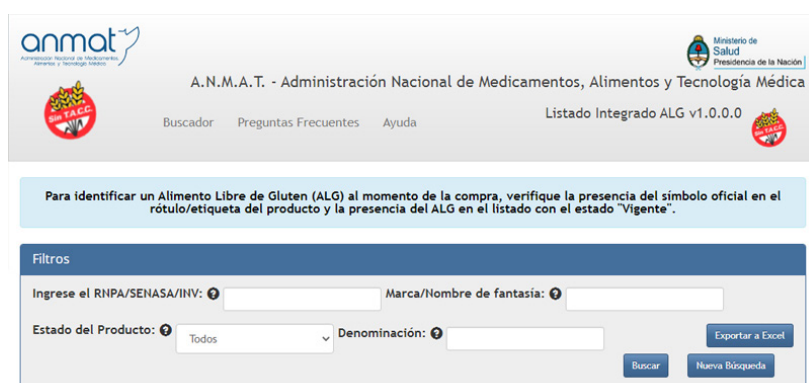 anmat
Administración Nacional de Medicamentos,
Alimentos y Tecnología Médica
Ministerio de
Salud
Presidencia de la Nación
A.N.M.A.T. - Administración Nacional de Medicamentos, Alimentos y Tecnología Médica
Sin T.A.C.C.
Buscador Preguntas Frecuentes Ayuda
Listado Integrado ALG v1.0.0.0
Sin T.A.C.C.
Para identificar un Alimento Libre de Gluten (ALG) al momento de la compra, verifique la presencia del símbolo oficial en el
rótulo/etiqueta del producto y la presencia del ALG en el listado con el estado "Vigente".
Filtros
Ingrese el RNPA/SENASA/INV: ? Marca/Nombre de fantasía: ?
Estado del Producto: ? Todos Denominación: ? Exportar a Excel
Buscar Nueva Búsqueda